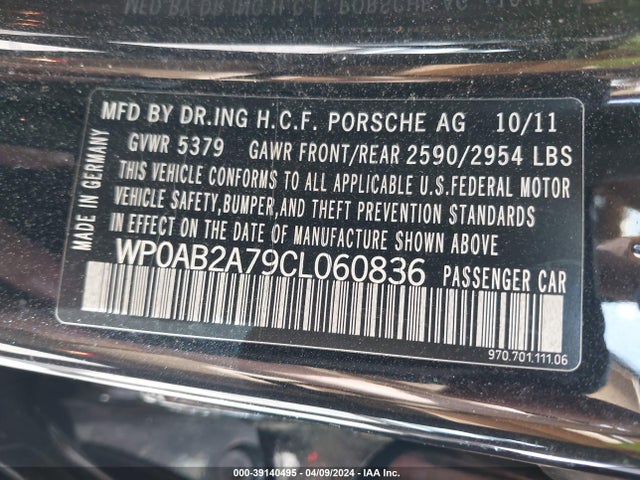 MFD BY DR.ING H.C.F. PORSCHE AG 10/11
GVWR 5379 GAWR FRONT/REAR 2590/2954 LBS
THIS VEHICLE CONFORMS TO ALL APPLICABLE U.S.FEDERAL MOTOR
VEHICLE SAFETY,BUMPER,AND THEFT PREVENTION STANDARDS
IN EFFECT ON THE DATE OF MANUFACTURE SHOWN ABOVE
WP0AB2A79CL060836 PASSENGER CAR
MADE IN GERMANY
970.701.111.06
000-39140495 - 04/09/2024 - IAA Inc.